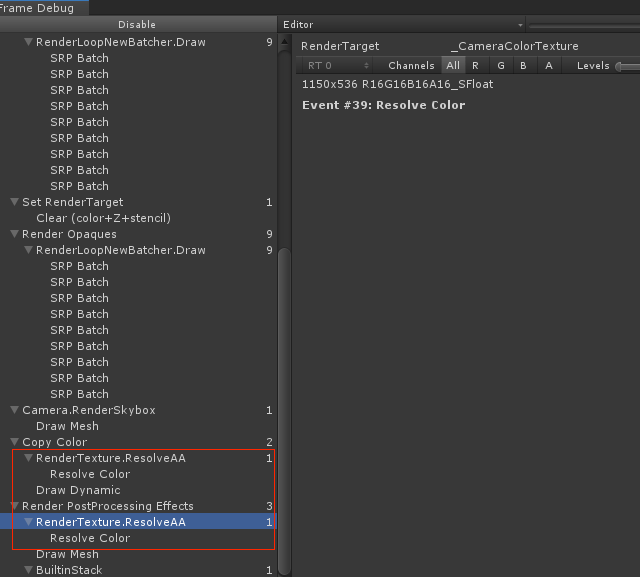 Frame Debug
Disable
Editor
RenderLoopNewBatcher.Draw 9
SRP Batch
SRP Batch
SRP Batch
SRP Batch
SRP Batch
SRP Batch
SRP Batch
SRP Batch
SRP Batch
Set RenderTarget 1
Clear (color+Z+stencil)
Render Opaques 9
RenderLoopNewBatcher.Draw 9
SRP Batch
SRP Batch
SRP Batch
SRP Batch
SRP Batch
SRP Batch
SRP Batch
SRP Batch
SRP Batch
Camera.RenderSkybox 1
Draw Mesh
Copy Color 2
RenderTexture.ResolveAA 1
Resolve Color
Draw Dynamic
Render PostProcessing Effects 3
RenderTexture.ResolveAA 1
Resolve Color
Draw Mesh
BuiltinStack 1
RenderTarget _CameraColorTexture
RT 0 Channels All R G B A Levels
1150x536 R16G16B16A16_SFloat
Event #39: Resolve Color